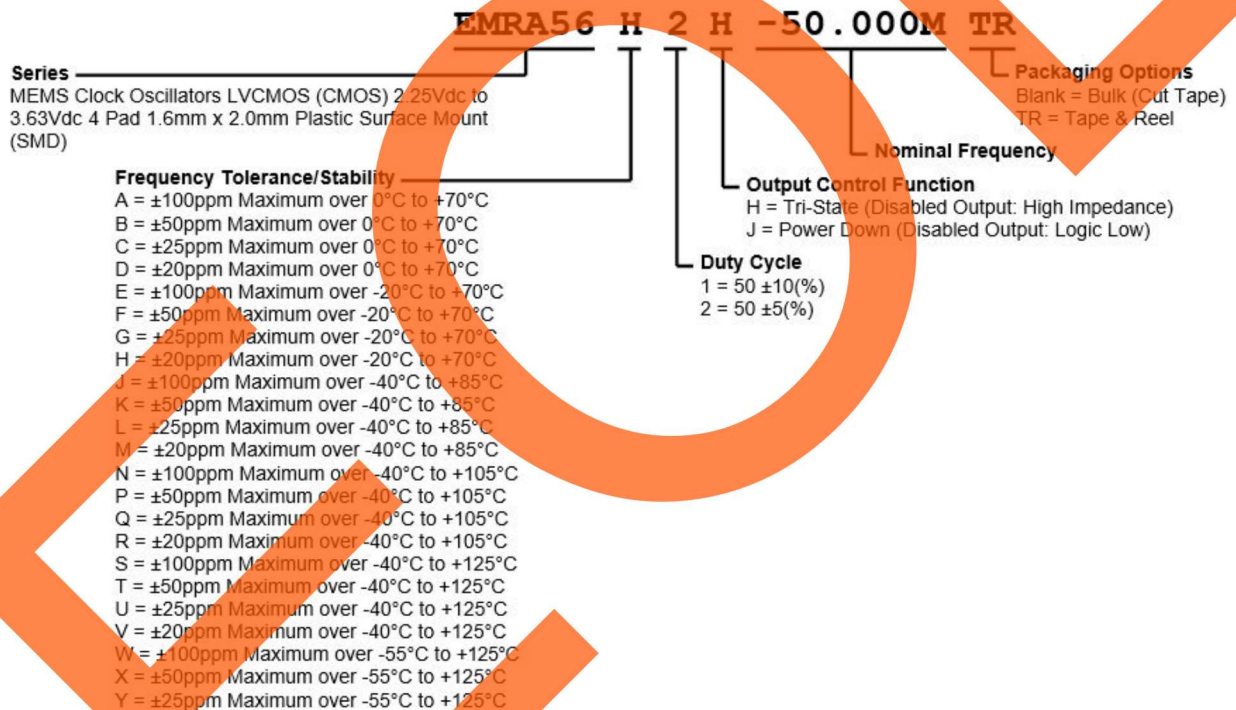 EMRA56 H 2 H -50.000M TR
Series
MEMS Clock Oscillators LVCMOS (CMOS) 2.25Vdc to
3.63Vdc 4 Pad 1.6mm x 2.0mm Plastic Surface Mount
(SMD)
Packaging Options
Blank = Bulk (Cut Tape)
TR = Tape & Reel
Nominal Frequency
Output Control Function
H = Tri-State (Disabled Output: High Impedance)
J = Power Down (Disabled Output: Logic Low)
Duty Cycle
1 = 50 ±10(%)
2 = 50 ±5(%)
Frequency Tolerance/Stability
A = ±100ppm Maximum over 0°C to +70°C
B = ±50ppm Maximum over 0°C to +70°C
C = ±25ppm Maximum over 0°C to +70°C
D = ±20ppm Maximum over 0°C to +70°C
E = ±100ppm Maximum over -20°C to +70°C
F = ±50ppm Maximum over -20°C to +70°C
G = ±25ppm Maximum over -20°C to +70°C
H = ±20ppm Maximum over -20°C to +70°C
J = ±100ppm Maximum over -40°C to +85°C
K = ±50ppm Maximum over -40°C to +85°C
L = ±25ppm Maximum over -40°C to +85°C
M = ±20ppm Maximum over -40°C to +85°C
N = ±100ppm Maximum over -40°C to +105°C
P = ±50ppm Maximum over -40°C to +105°C
Q = ±25ppm Maximum over -40°C to +105°C
R = ±20ppm Maximum over -40°C to +105°C
S = ±100ppm Maximum over -40°C to +125°C
T = ±50ppm Maximum over -40°C to +125°C
U = ±25ppm Maximum over -40°C to +125°C
V = ±20ppm Maximum over -40°C to +125°C
W = ±100ppm Maximum over -55°C to +125°C
X = ±50ppm Maximum over -55°C to +125°C
Y = ±25ppm Maximum over -55°C to +125°C